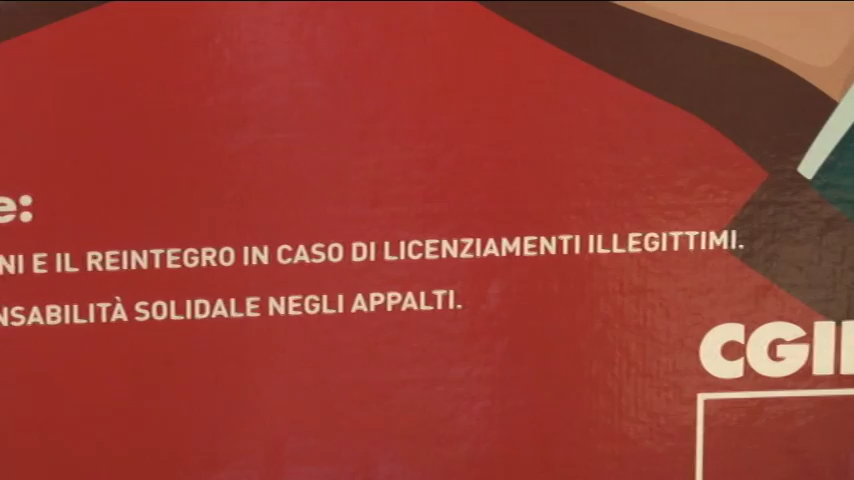 e:
NI E IL REINTEGRO IN CASO DI LICENZIAMENTI ILLEGITTIMI.
NSABILITÀ SOLIDALE NEGLI APPALTI.
CGI